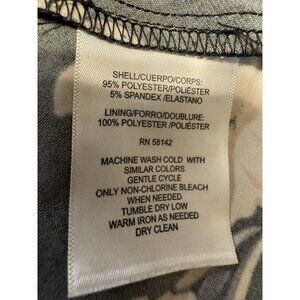 SHELL/CUERPO/CORPS:
95% POLYESTER/POLIÉSTER
5% SPANDEX /ELASTANO
LINING/FORRO/DOUBLURE:
100% POLYESTER /POLIÉSTER
RN 58142
MACHINE WASH COLD WITH
SIMILAR COLORS
GENTLE CYCLE
ONLY NON-CHLORINE BLEACH
WHEN NEEDED
TUMBLE DRY LOW
WARM IRON AS NEEDED
DRY CLEAN